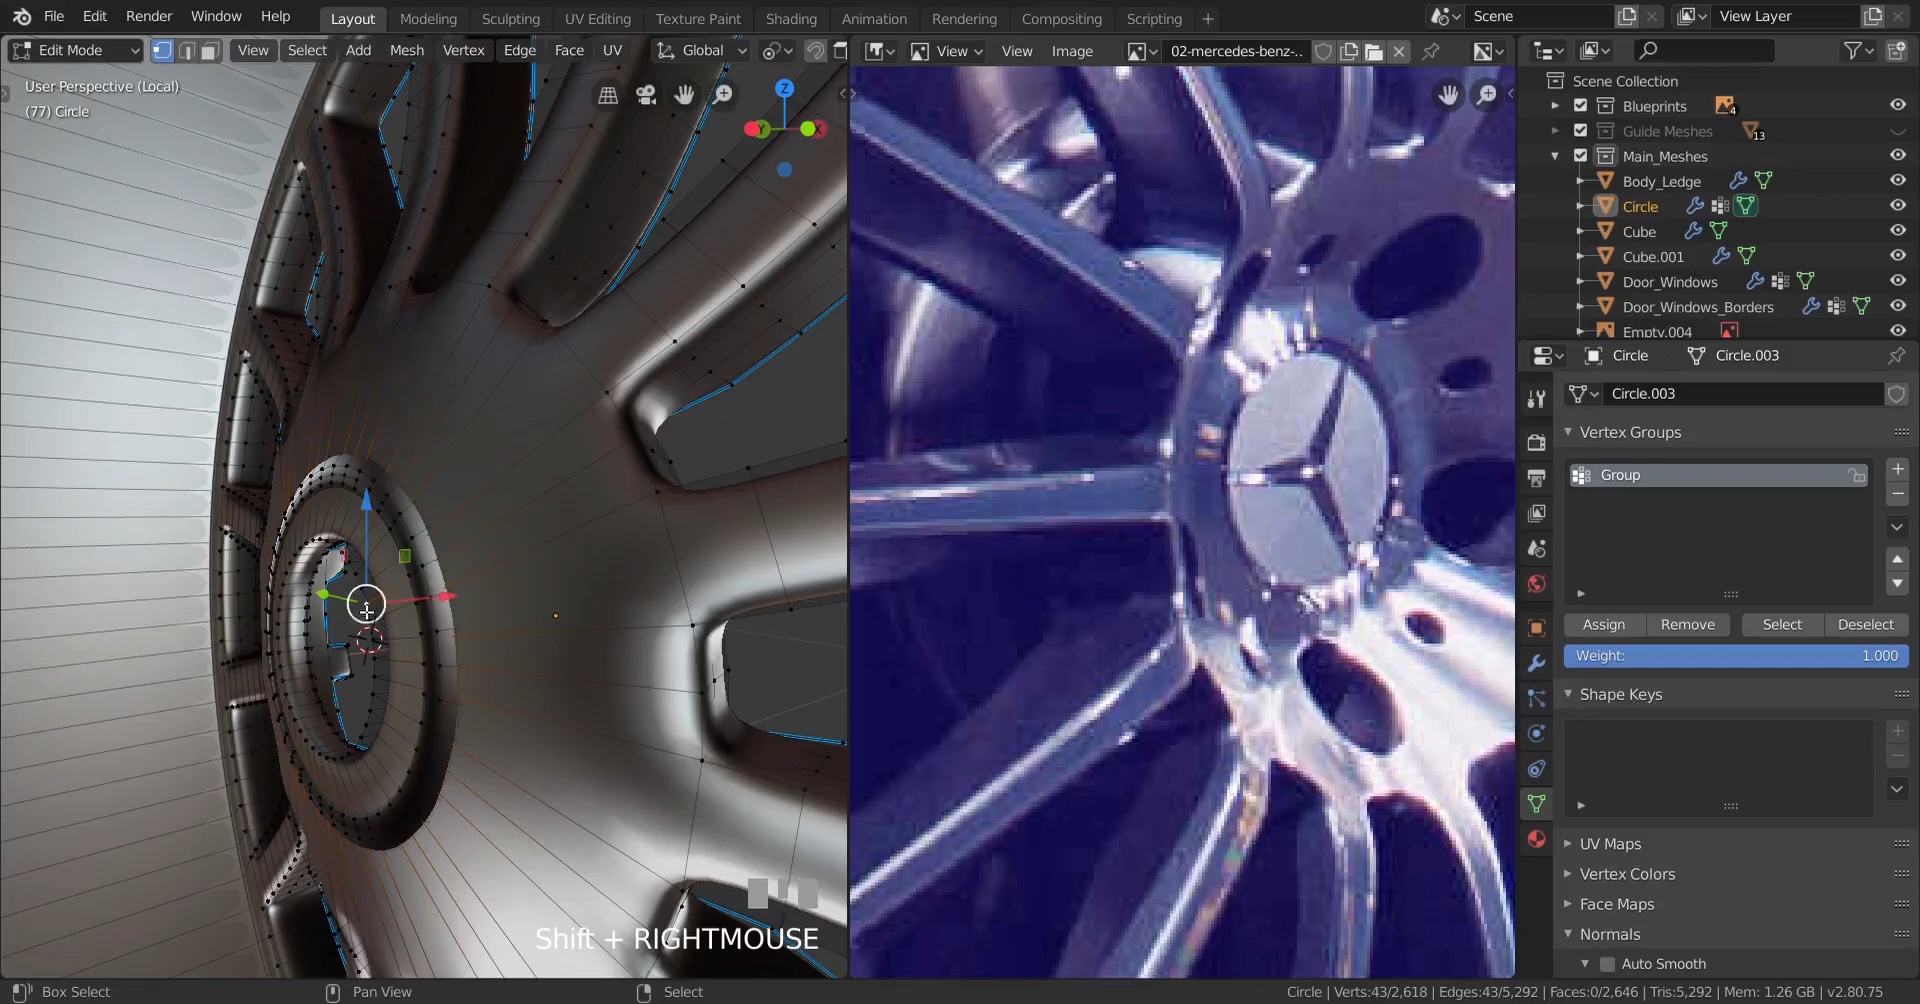 File Edit Render Window Help Layout Modeling Sculpting UV Editing Texture Paint Shading Animation Rendering Compositing Scripting + Scene View Layer
Edit Mode View Select Add Mesh Vertex Edge Face UV Global View View Image 02-mercedes-benz-..
User Perspective (Local)
(77) Circle
Z
Y
X
Shift + RIGHTMOUSE
Scene Collection
Blueprints 4
Guide Meshes 13
Main_Meshes
Body_Ledge
Circle
Cube
Cube.001
Door_Windows
Door_Windows_Borders
Empty.004
Circle Circle.003
Circle.003
Vertex Groups
Group
Assign Remove Select Deselect
Weight: 1.000
Shape Keys
UV Maps
Vertex Colors
Face Maps
Normals
Auto Smooth
Box Select Pan View Select Circle | Verts:43/2,618 | Edges:43/5,292 | Faces:0/2,646 | Tris:5,292 | Mem: 1.26 GB | v2.80.75